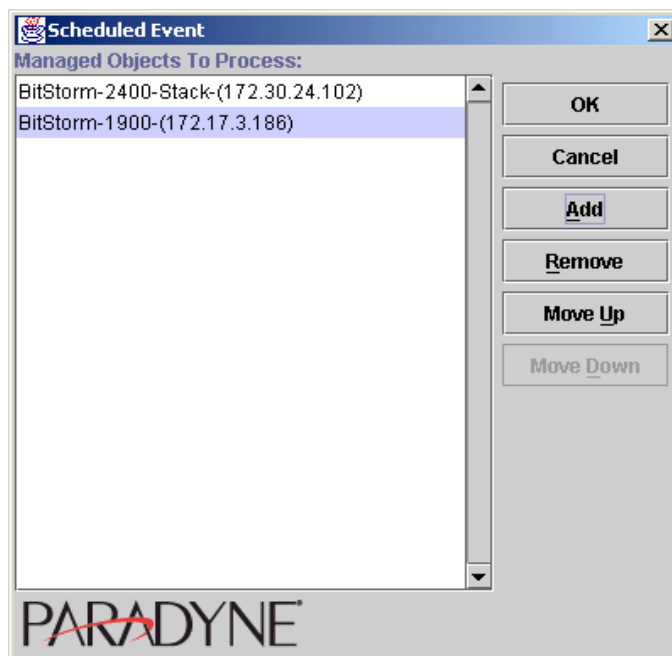 Scheduled Event
Managed Objects To Process:
BitStorm-2400-Stack-(172.30.24.102)
BitStorm-1900-(172.17.3.186)
OK
Cancel
Add
Remove
Move Up
Move Down
PARADYNE®